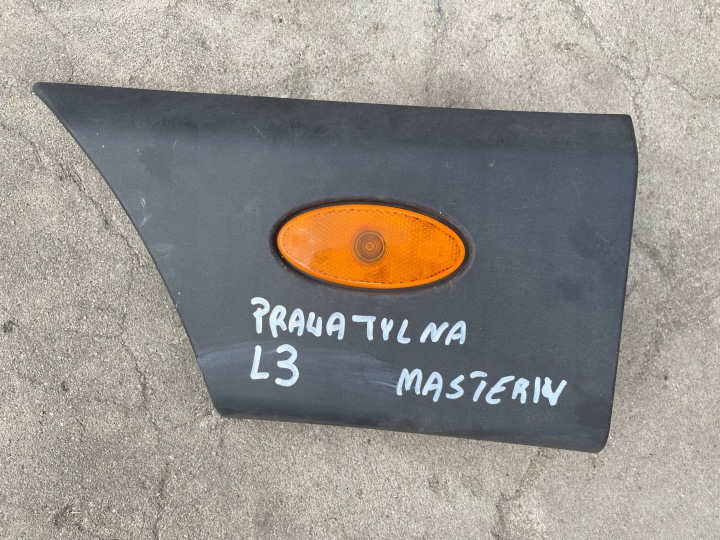 PRAWA TYLNA
L3
MASTER IV